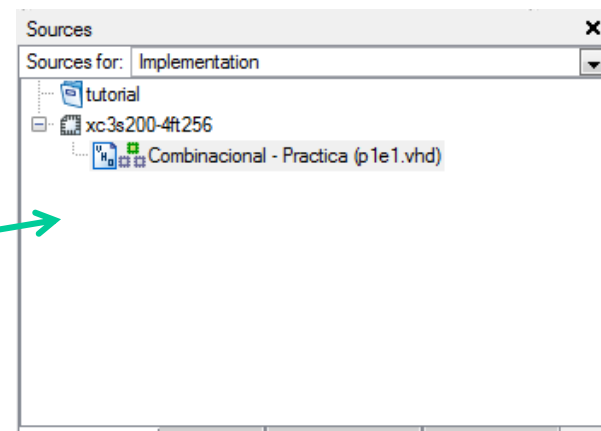 Sources
Sources for: Implementation
tutorial
xc3s200-4ft256
Combinacional - Practica (p1e1.vhd)